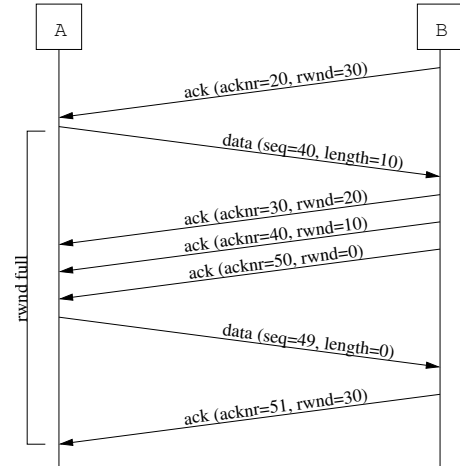 A
B
ack (acknr=20, rwnd=30)
data (seq=40, length=10)
ack (acknr=30, rwnd=20)
ack (acknr=40, rwnd=10)
ack (acknr=50, rwnd=0)
rwnd full
data (seq=49, length=0)
ack (acknr=51, rwnd=30)